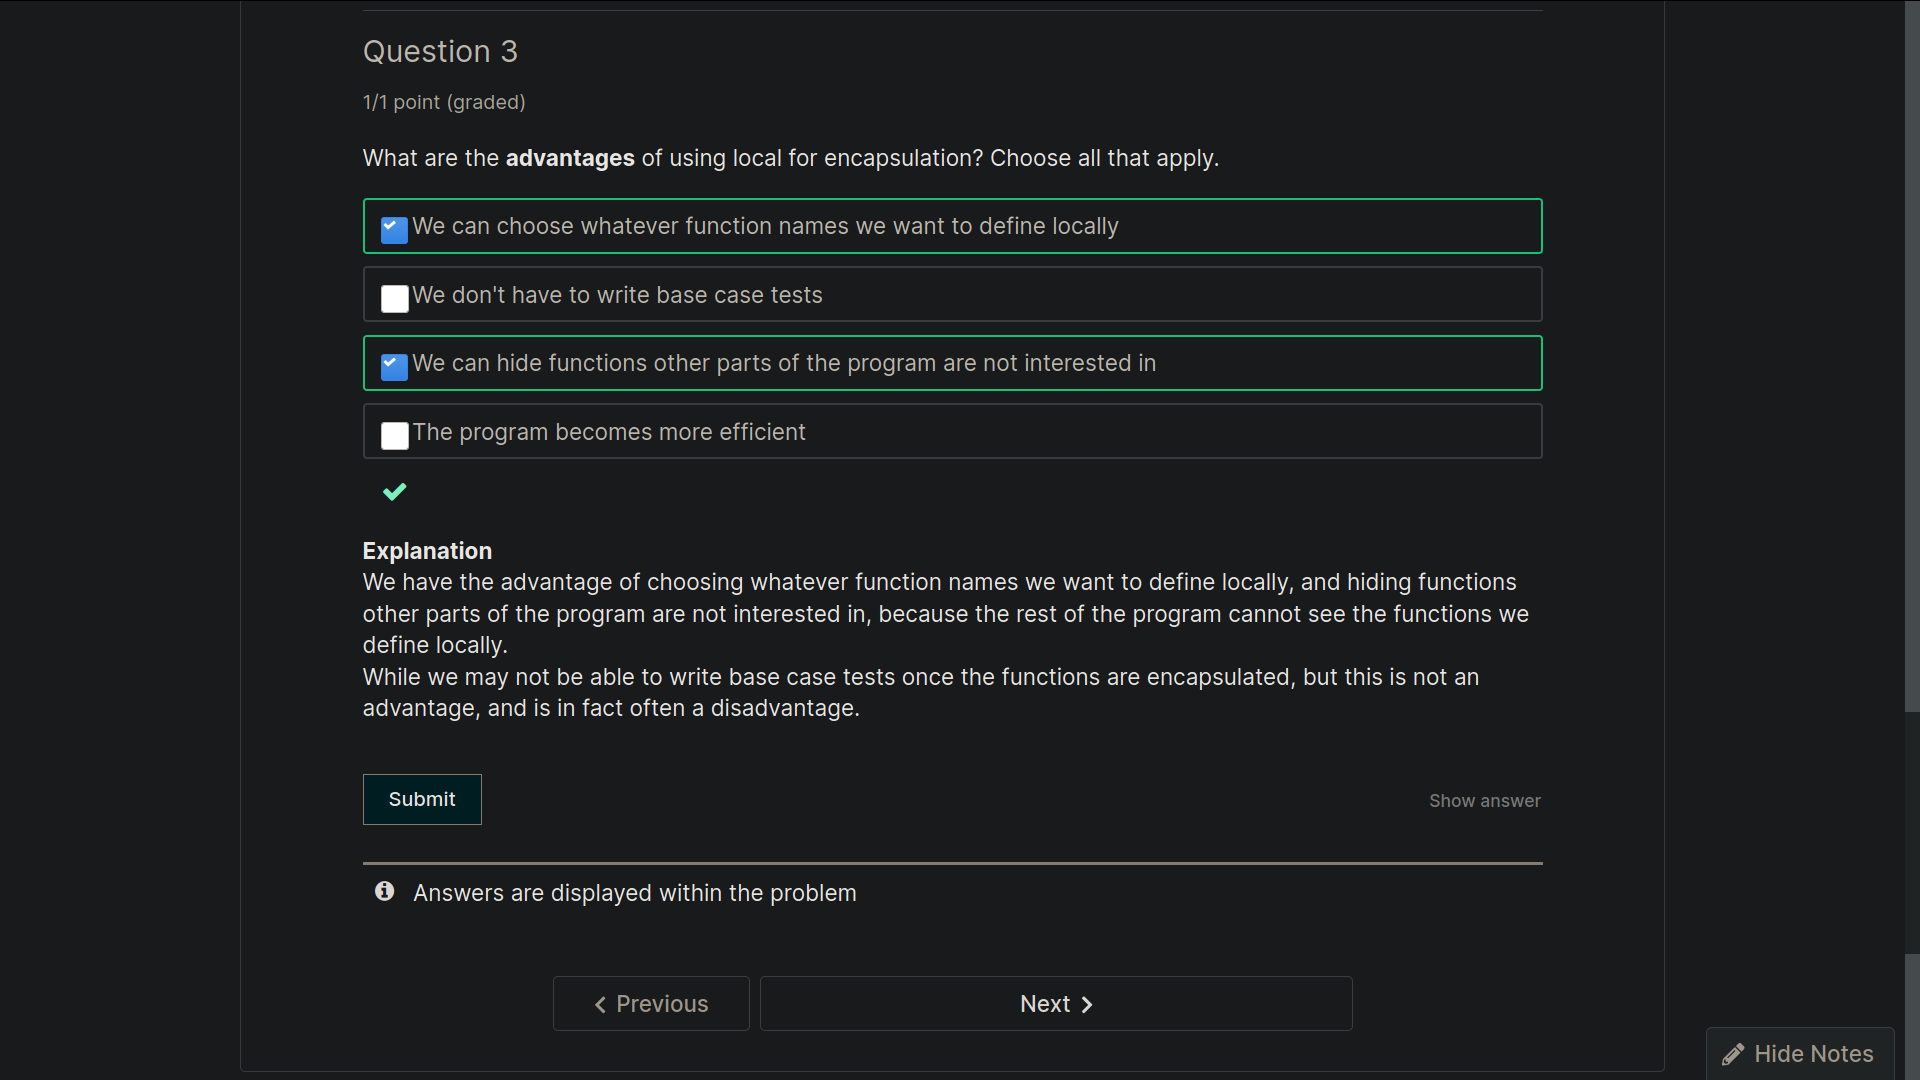 Question 3
1/1 point (graded)
What are the advantages of using local for encapsulation? Choose all that apply.
We can choose whatever function names we want to define locally
We don't have to write base case tests
We can hide functions other parts of the program are not interested in
The program becomes more efficient
Explanation
We have the advantage of choosing whatever function names we want to define locally, and hiding functions
other parts of the program are not interested in, because the rest of the program cannot see the functions we
define locally.
While we may not be able to write base case tests once the functions are encapsulated, but this is not an
advantage, and is in fact often a disadvantage.
Submit
Show answer
Answers are displayed within the problem
Previous
Next
Hide Notes